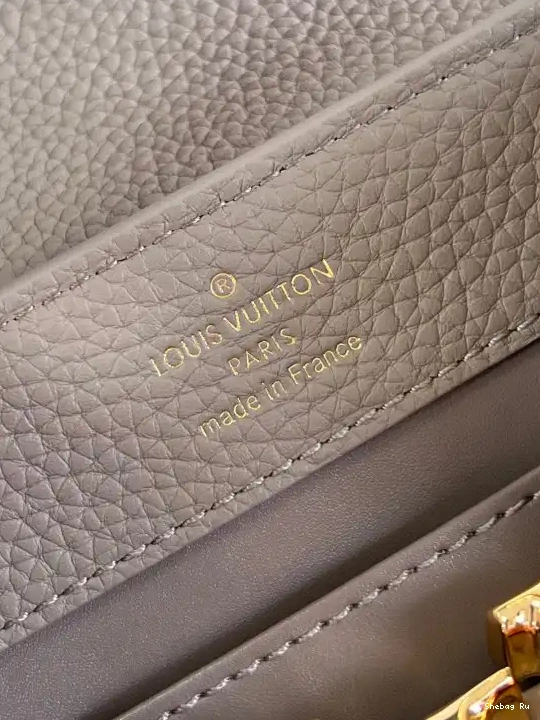 ®
LOUIS VUITTON
PARIS
made in France
Shebag Ru